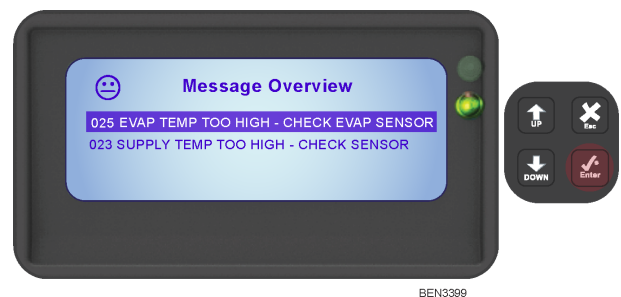 Message Overview
025 EVAP TEMP TOO HIGH - CHECK EVAP SENSOR
023 SUPPLY TEMP TOO HIGH - CHECK SENSOR
UP
Esc
DOWN
Enter
BEN3399